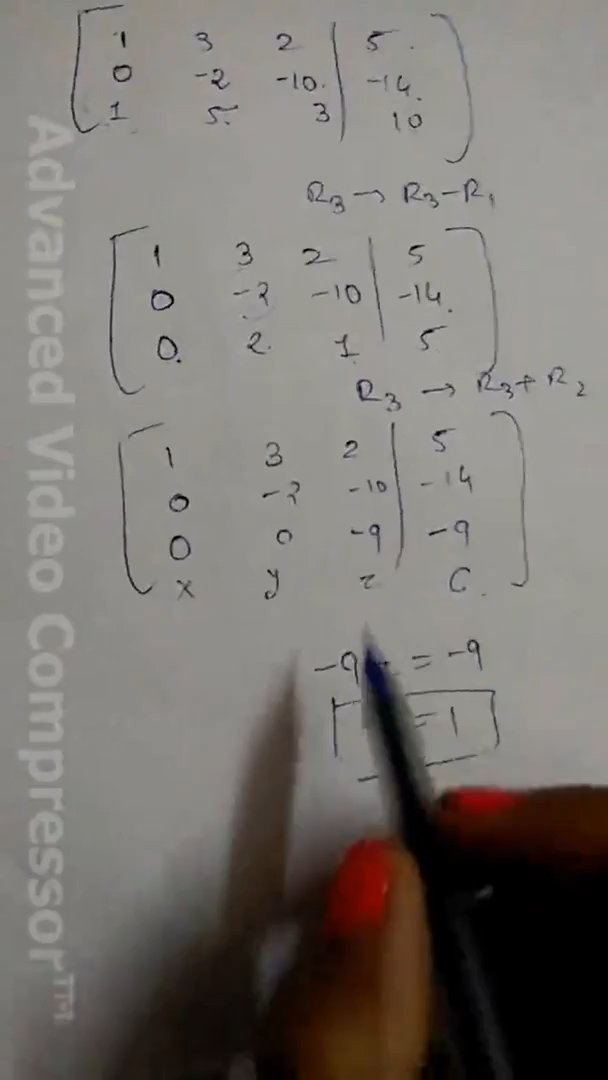 1 3 2 | 5
0 -2 -10 | -14
1 5 3 | 10
R3 → R3-R1
1 3 2 | 5
0 -2 -10 | -14
0 2 1 | 5
R3 → R3+R2
1 3 2 | 5
0 -2 -10 | -14
0 0 -9 | -9
x y z C
-9 = -9
= 1
Advanced Video Compressor™